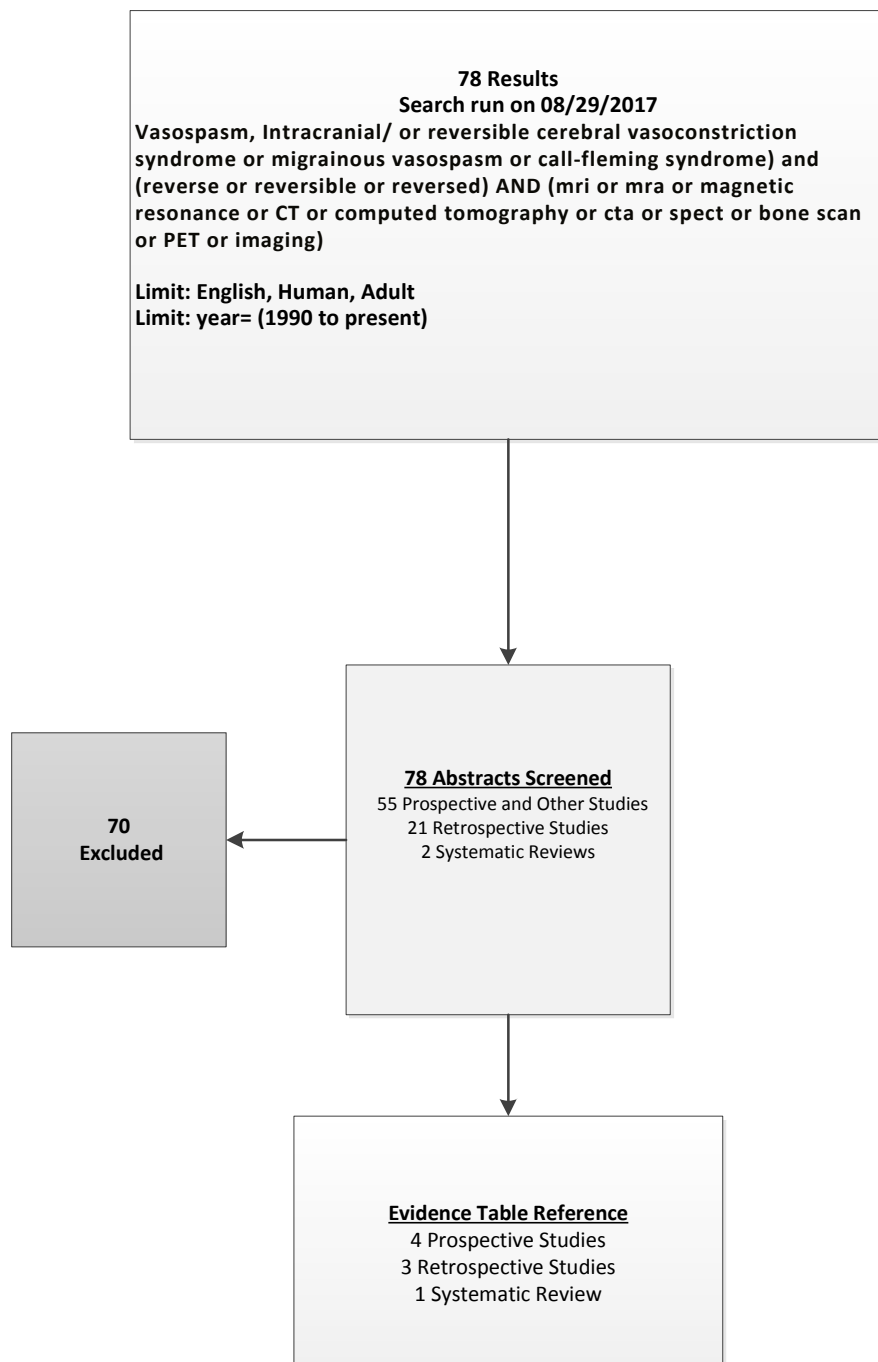 78 Results
Search run on 08/29/2017
Vasospasm, Intracranial/ or reversible cerebral vasoconstriction
syndrome or migrainous vasospasm or call-fleming syndrome) and
(reverse or reversible or reversed) AND (mri or mra or magnetic
resonance or CT or computed tomography or cta or spect or bone scan
or PET or imaging)
Limit: English, Human, Adult
Limit: year= (1990 to present)
78 Abstracts Screened
55 Prospective and Other Studies
21 Retrospective Studies
2 Systematic Reviews
70
Excluded
Evidence Table Reference
4 Prospective Studies
3 Retrospective Studies
1 Systematic Review